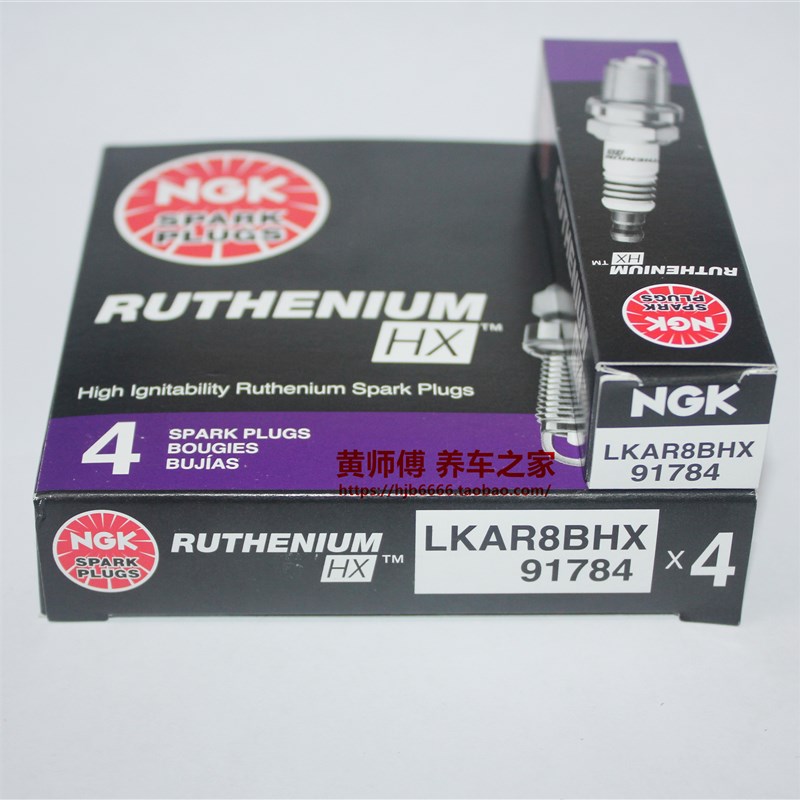 NGK
SPARK
PLUGS
RUTHENIUM
HX™
High Ignitability Ruthenium Spark Plugs
4
SPARK PLUGS
BOUGIES
BUJÍAS
RUTHENIUM
RUTHENIUM
HX™
NGK
SPARK
PLUGS
NGK
LKAR8BHX
91784
黄师傅 养车之家
https://hjb6666.taobao.com/
NGK
SPARK
PLUGS
RUTHENIUM
HX™
LKAR8BHX
91784
x4